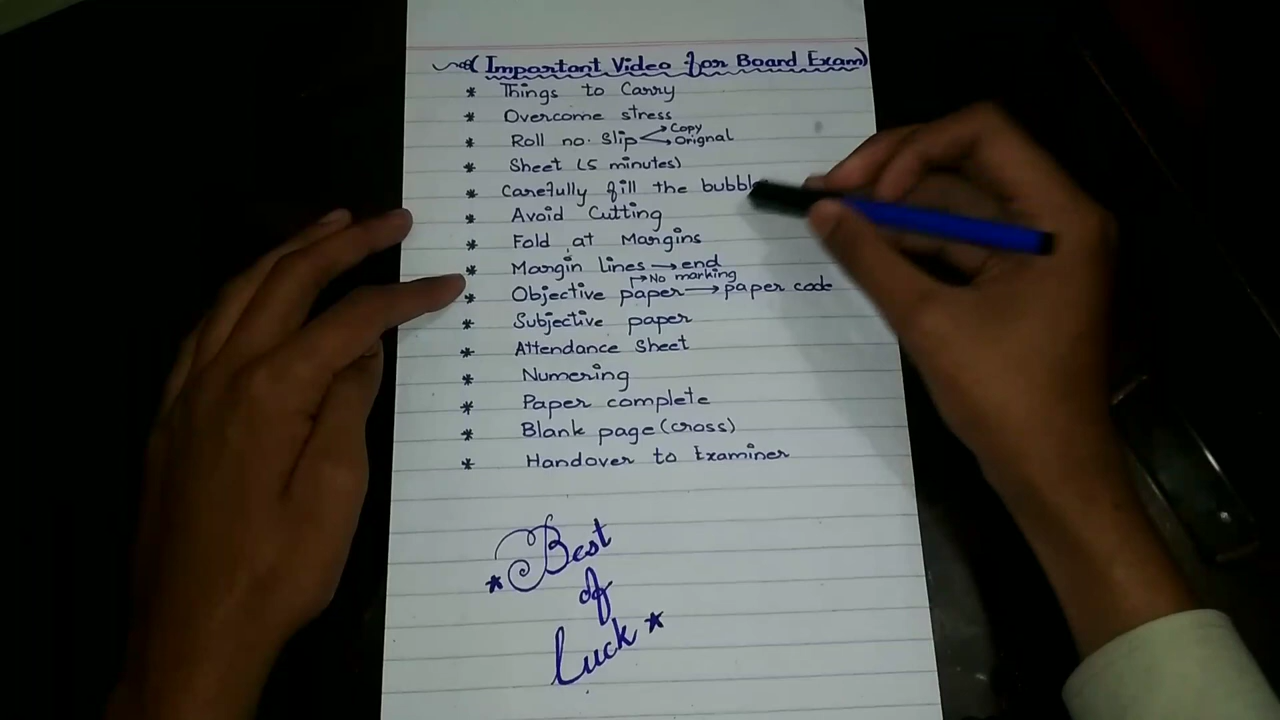 (Important Video for Board Exam)
* Things to Carry
* Overcome stress
* Roll no. Slip → Copy
→ Orignal
* Sheet (5 minutes)
* Carefully fill the bubble
* Avoid Cutting
* Fold at Margins
* Margin lines → end
↦ No marking
* Objective paper → paper code
* Subjective paper
* Attendance Sheet
* Numering
* Paper complete
* Blank page (cross)
* Handover to Examiner
* Best
of
Luck *